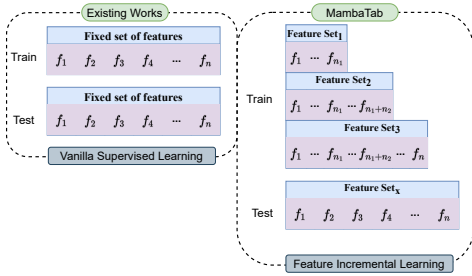 Existing Works
Fixed set of features
Train
f₁ f₂ f₃ f₄ ... fₙ
Fixed set of features
Test
f₁ f₂ f₃ f₄ ... fₙ
Vanilla Supervised Learning
MambaTab
Feature Set₁
f₁ ... fₙ₁
Feature Set₂
Train
f₁ ... fₙ₁ ... fₙ₁₊ₙ₂
Feature Set₃
f₁ ... fₙ₁ ... fₙ₁₊ₙ₂ ... fₙ
Feature Setₓ
Test
f₁ f₂ f₃ f₄ ... fₙ
Feature Incremental Learning